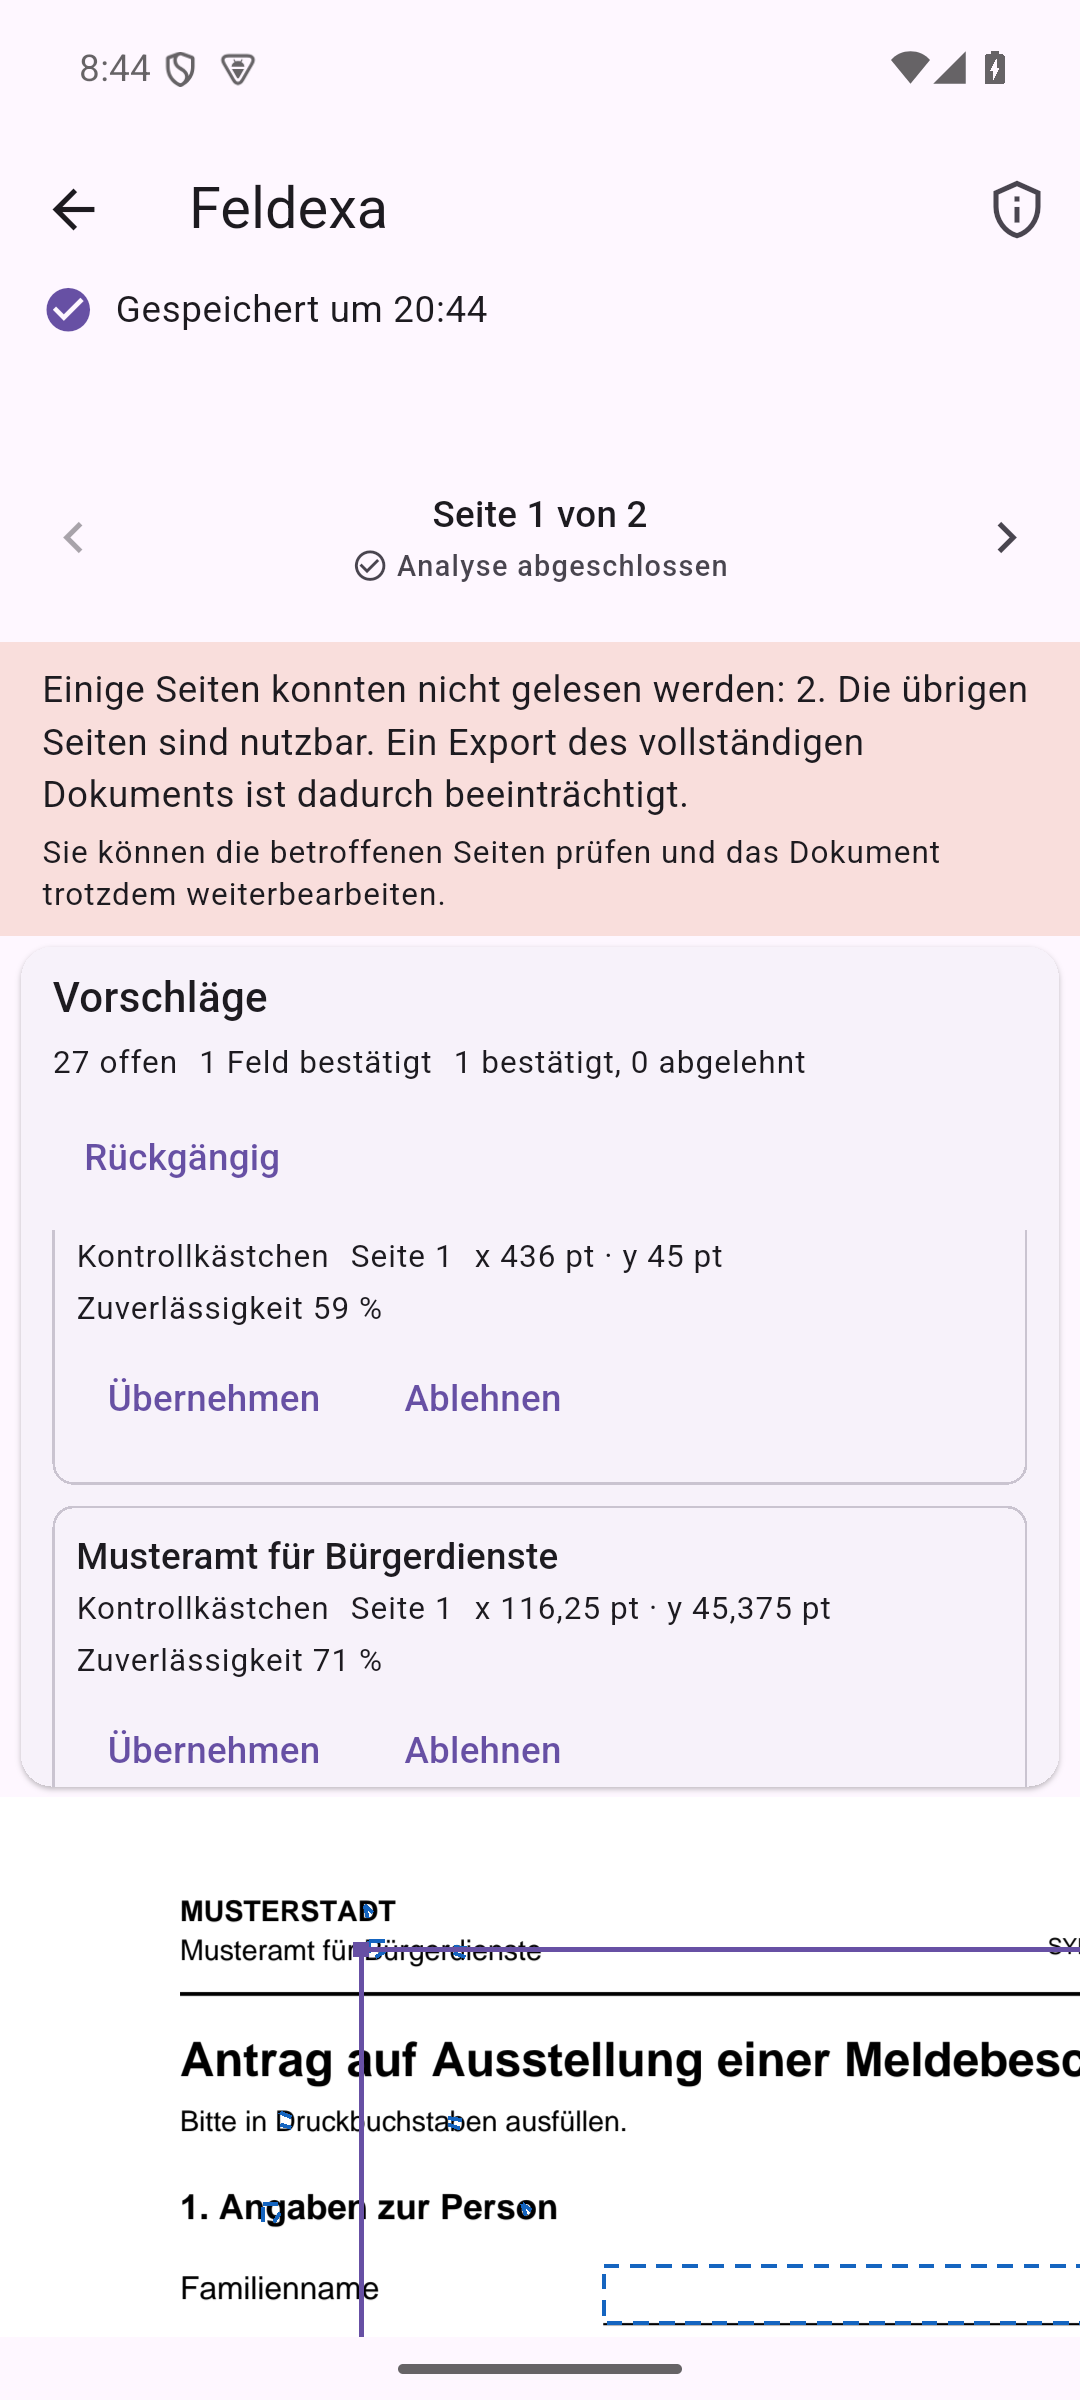 8:44
Feldexa
Gespeichert um 20:44
Seite 1 von 2
Analyse abgeschlossen
Einige Seiten konnten nicht gelesen werden: 2. Die übrigen
Seiten sind nutzbar. Ein Export des vollständigen
Dokuments ist dadurch beeinträchtigt.
Sie können die betroffenen Seiten prüfen und das Dokument
trotzdem weiterbearbeiten.
Vorschläge
27 offen 1 Feld bestätigt 1 bestätigt, 0 abgelehnt
Rückgängig
Kontrollkästchen Seite 1 x 436 pt · y 45 pt
Zuverlässigkeit 59 %
Übernehmen Ablehnen
Musteramt für Bürgerdienste
Kontrollkästchen Seite 1 x 116,25 pt · y 45,375 pt
Zuverlässigkeit 71 %
Übernehmen Ablehnen
MUSTERSTADT
Musteramt für Bürgerdienste
Antrag auf Ausstellung einer Meldebesc
Bitte in Druckbuchstaben ausfüllen.
1. Angaben zur Person
Familienname